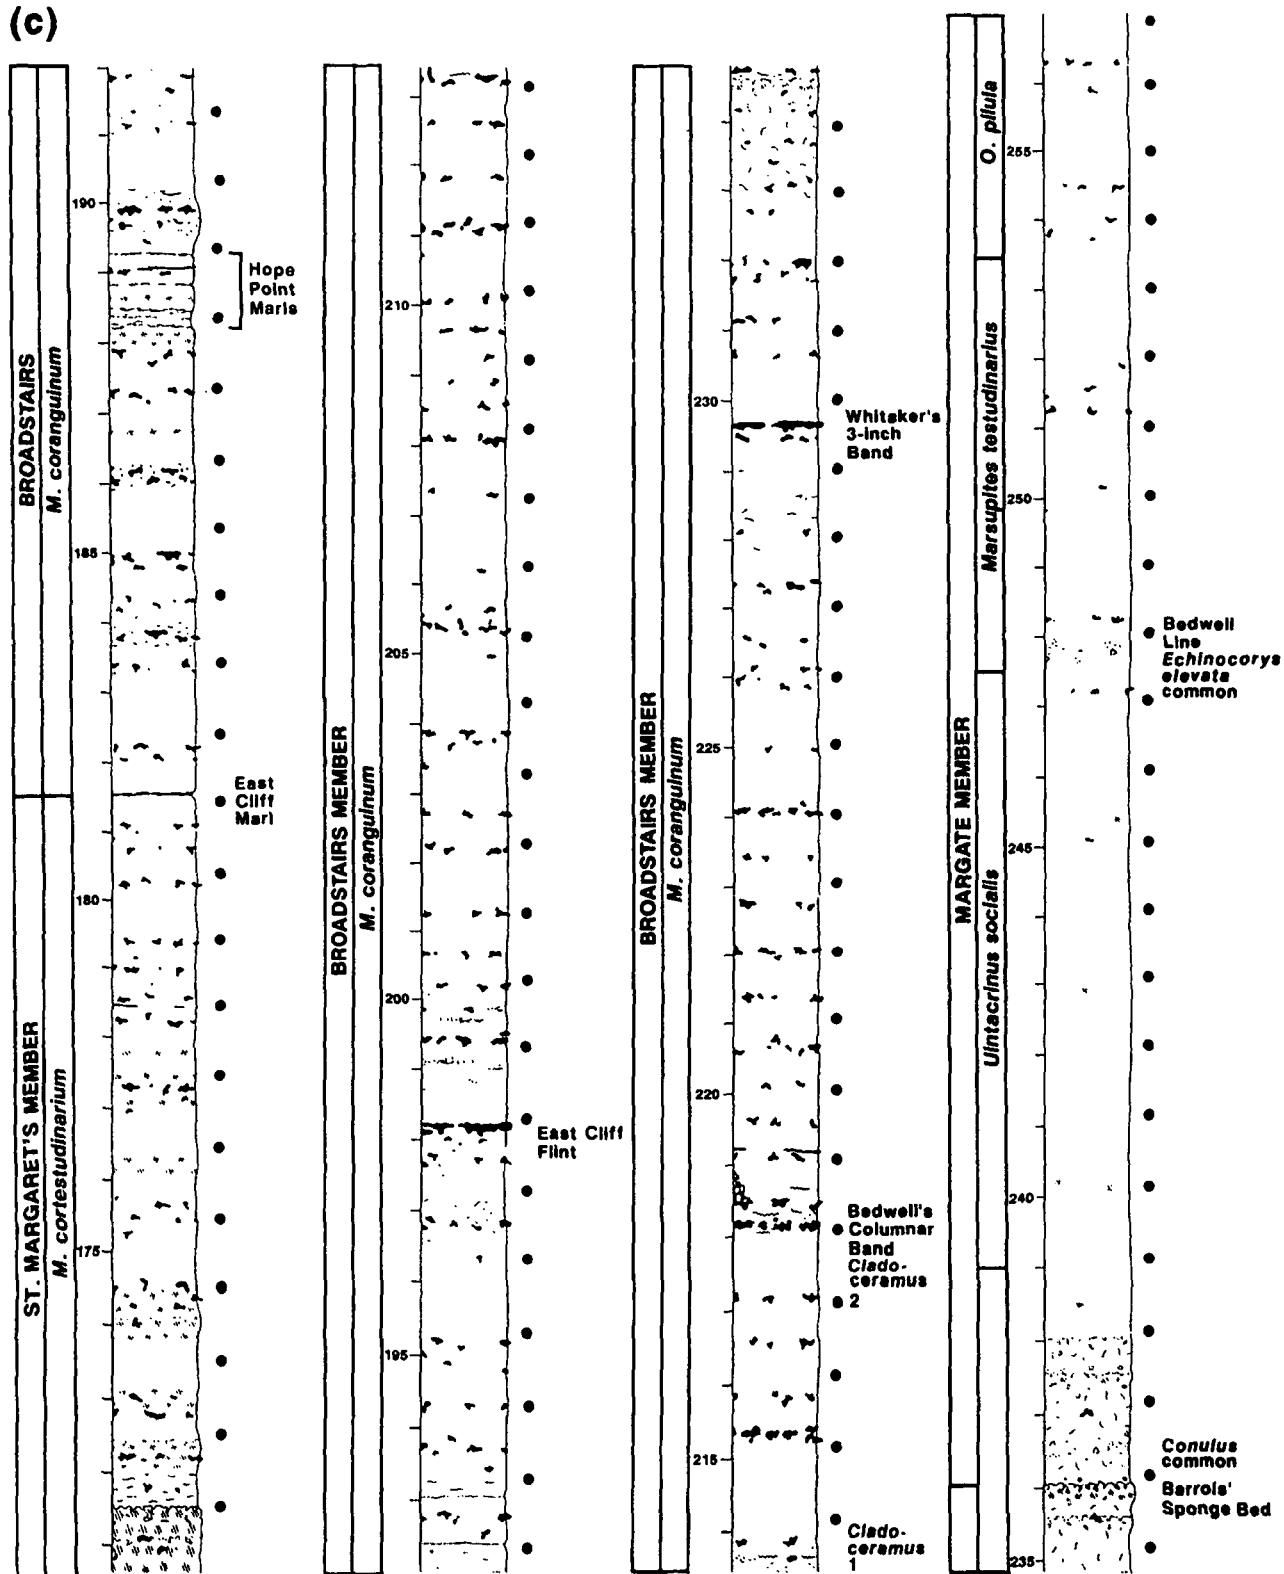 (c)
BROADSTAIRS
M. coranguinum
ST. MARGARET'S MEMBER
M. cortestudinarium
190
185
180
175
Hope
Point
Marls
East
Cliff
Marl
BROADSTAIRS MEMBER
M. coranguinum
210
205
200
195
East Cliff
Flint
BROADSTAIRS MEMBER
M. coranguinum
230
225
220
215
Whitaker's
3-inch
Band
Bedwell's
Columnar
Band
Clado-
ceramus
2
Clado-
ceramus
1
MARGATE MEMBER
O. pilula
Marsupites testudinarius
Uintacrinus socialis
255
250
245
240
235
Bedwell
Line
Echinocorys
elevata
common
Conulus
common
Barrois'
Sponge Bed